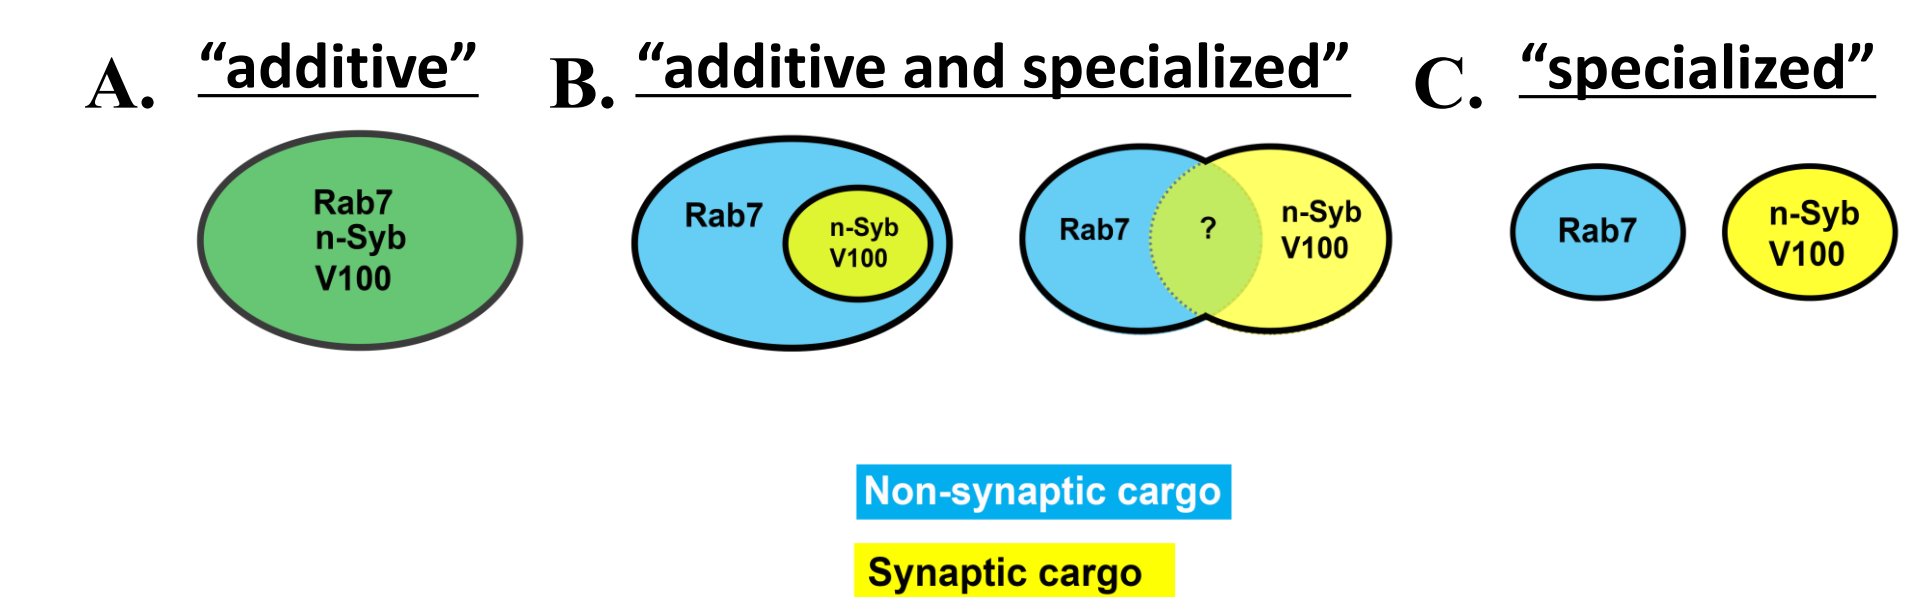 A. “additive”
B. “additive and specialized”
C. “specialized”
Rab7
n-Syb
V100
Rab7
n-Syb
V100
Rab7
?
n-Syb
V100
Rab7
n-Syb
V100
Non-synaptic cargo
Synaptic cargo